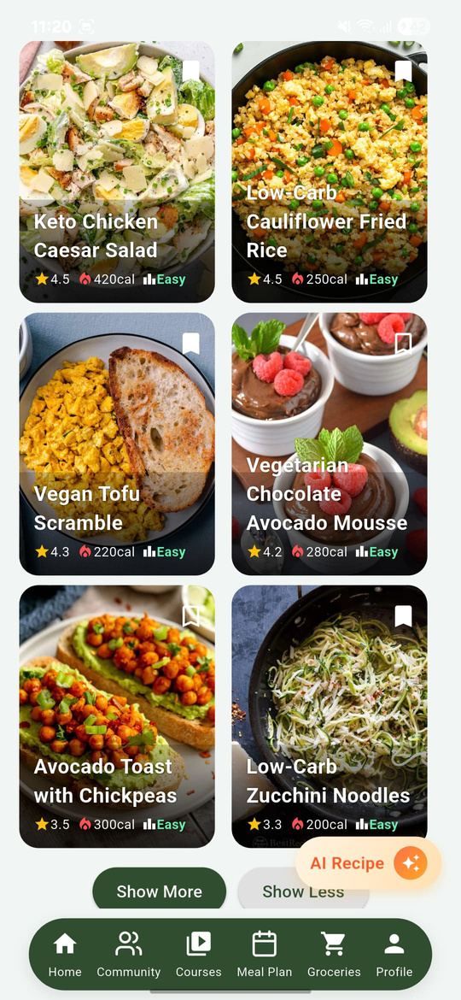 11:20
Keto Chicken
Caesar Salad
4.5 420cal Easy
Low-Carb
Cauliflower Fried
Rice
4.5 250cal Easy
Vegan Tofu
Scramble
4.3 220cal Easy
Vegetarian
Chocolate
Avocado Mousse
4.2 280cal Easy
Avocado Toast
with Chickpeas
3.5 300cal Easy
Low-Carb
Zucchini Noodles
3.3 200cal Easy
AI Recipe
Show More
Show Less
Home
Community
Courses
Meal Plan
Groceries
Profile